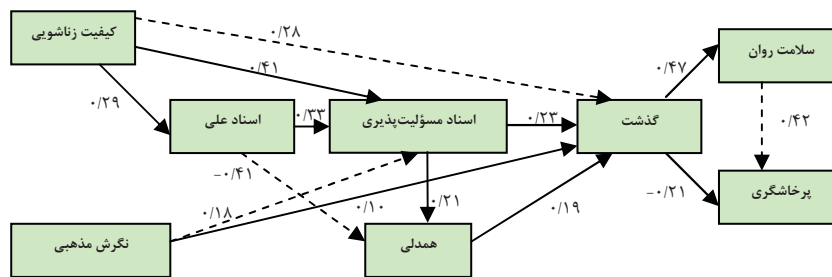 کیفیت زناشویی
۰/۲۸
سلامت روان
۰/۴۱
۰/۴۷
۰/۲۹
اسناد علی
۰/۳۳
اسناد مسؤلیت‌پذیری
۰/۲۳
گذشت
۰/۴۲
−۰/۴۱
۰/۲۱
−۰/۲۱
پرخاشگری
۰/۱۸
۰/۱۰
۰/۱۹
نگرش مذهبی
همدلی